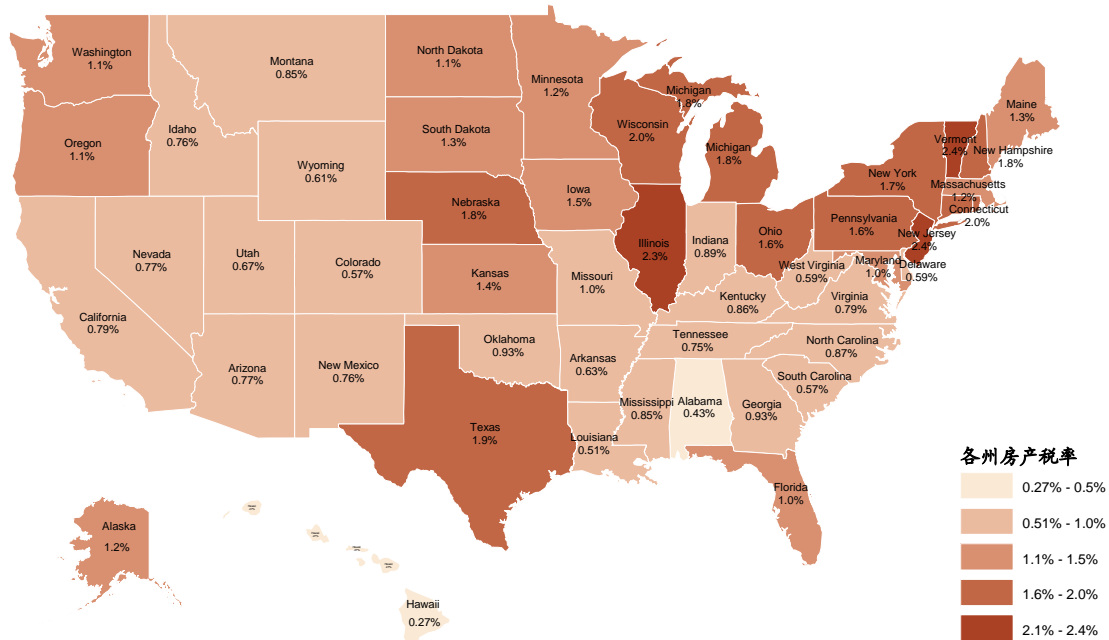 Washington
1.1%
Montana
0.85%
North Dakota
1.1%
Minnesota
1.2%
Michigan
1.8%
Maine
1.3%
Oregon
1.1%
Idaho
0.76%
South Dakota
1.3%
Wisconsin
2.0%
Michigan
1.8%
Vermont
2.4%
New Hampshire
1.8%
Wyoming
0.61%
New York
1.7%
Massachusetts
1.2%
Connecticut
2.0%
Nebraska
1.8%
Iowa
1.5%
Pennsylvania
1.6%
New Jersey
2.4%
Nevada
0.77%
Utah
0.67%
Colorado
0.57%
Illinois
2.3%
Indiana
0.89%
Ohio
1.6%
West Virginia
0.59%
Maryland
1.0%
Delaware
0.59%
Kansas
1.4%
Missouri
1.0%
Kentucky
0.86%
Virginia
0.79%
California
0.79%
Oklahoma
0.93%
Tennessee
0.75%
North Carolina
0.87%
Arizona
0.77%
New Mexico
0.76%
Arkansas
0.63%
South Carolina
0.57%
Mississippi
0.85%
Alabama
0.43%
Georgia
0.93%
Texas
1.9%
Louisiana
0.51%
Florida
1.0%
Alaska
1.2%
Hawaii
0.27%
各州房产税率
0.27% - 0.5%
0.51% - 1.0%
1.1% - 1.5%
1.6% - 2.0%
2.1% - 2.4%